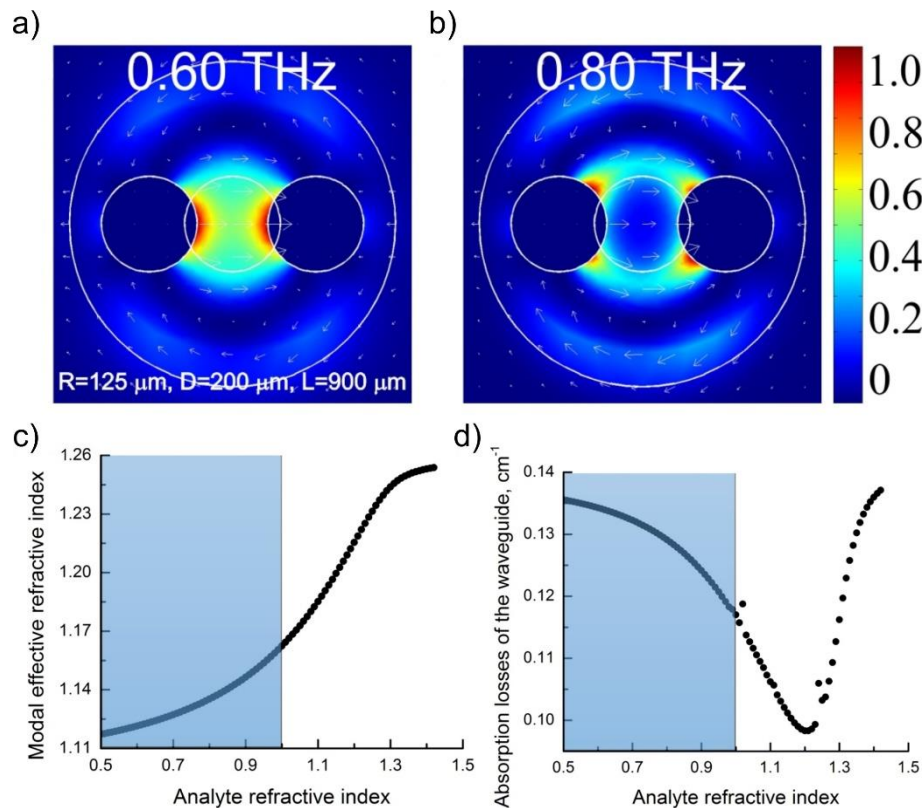 a)
b)
0.60 THz
0.80 THz
1.0
0.8
0.6
0.4
0.2
0
R=125 μm, D=200 μm, L=900 μm
c)
d)
Modal effective refractive index
1.26
1.23
1.20
1.17
1.14
1.11
0.5 0.7 0.9 1.1 1.3 1.5
Analyte refractive index
Absorption losses of the waveguide, cm⁻¹
0.14
0.13
0.12
0.11
0.10
0.5 0.7 0.9 1.1 1.3 1.5
Analyte refractive index